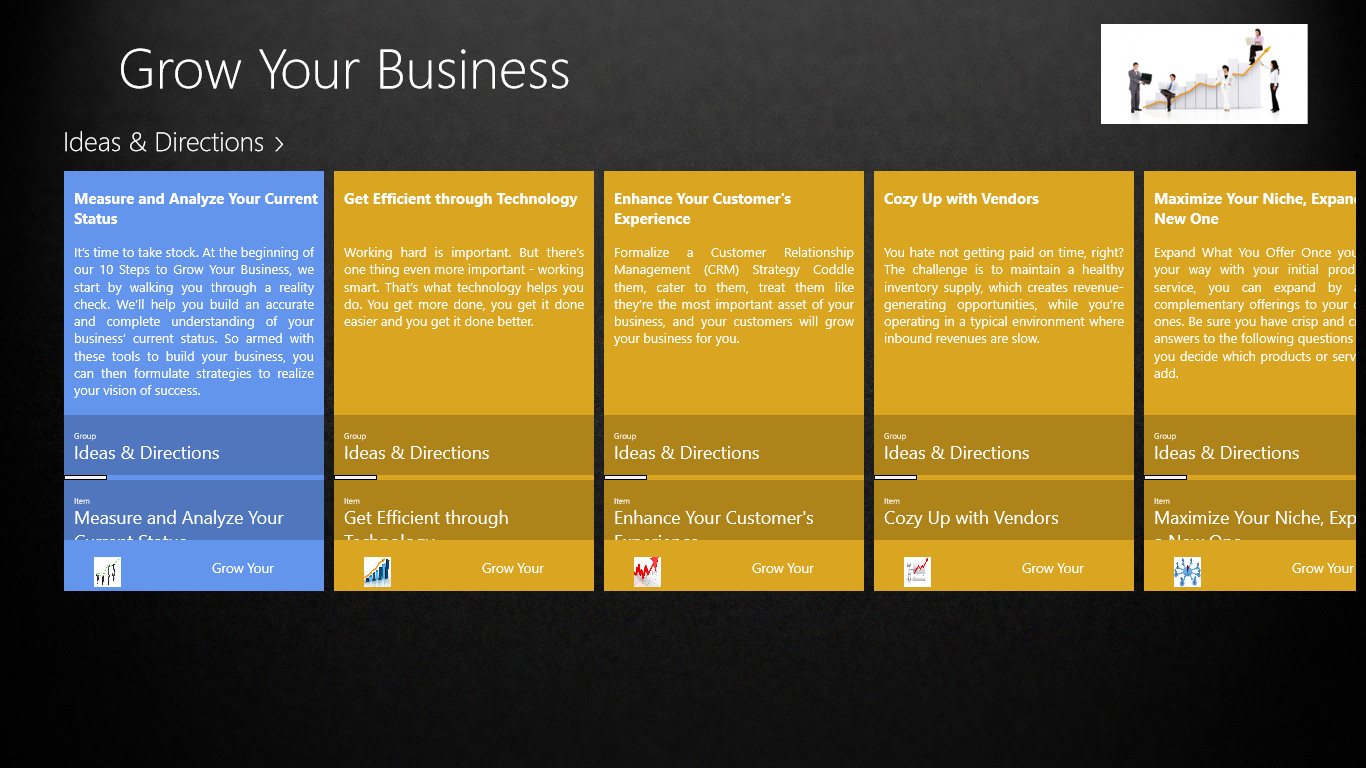 Grow Your Business
Ideas & Directions >
Measure and Analyze Your Current
Status
It's time to take stock. At the beginning of
our 10 Steps to Grow Your Business, we
start by walking you through a reality
check. We'll help you build an accurate
and complete understanding of your
business' current status. So armed with
these tools to build your business, you
can then formulate strategies to realize
your vision of success.
Group
Ideas & Directions
Item
Measure and Analyze Your
Current Status
Grow Your
Get Efficient through Technology
Working hard is important. But there's
one thing even more important - working
smart. That's what technology helps you
do. You get more done, you get it done
easier and you get it done better.
Group
Ideas & Directions
Item
Get Efficient through
Technology
Grow Your
Enhance Your Customer's
Experience
Formalize a Customer Relationship
Management (CRM) Strategy Coddle
them, cater to them, treat them like
they're the most important asset of your
business, and your customers will grow
your business for you.
Group
Ideas & Directions
Item
Enhance Your Customer's
Experience
Grow Your
Cozy Up with Vendors
You hate not getting paid on time, right?
The challenge is to maintain a healthy
inventory supply, which creates revenue-
generating opportunities, while you're
operating in a typical environment where
inbound revenues are slow.
Group
Ideas & Directions
Item
Cozy Up with Vendors
Grow Your
Maximize Your Niche, Expan
New One
Expand What You Offer Once you
your way with your initial prod
service, you can expand by
complementary offerings to your
ones. Be sure you have crisp and
answers to the following questions
you decide which products or serv
add.
Group
Ideas & Directions
Item
Maximize Your Niche, Exp
a New One
Grow Your